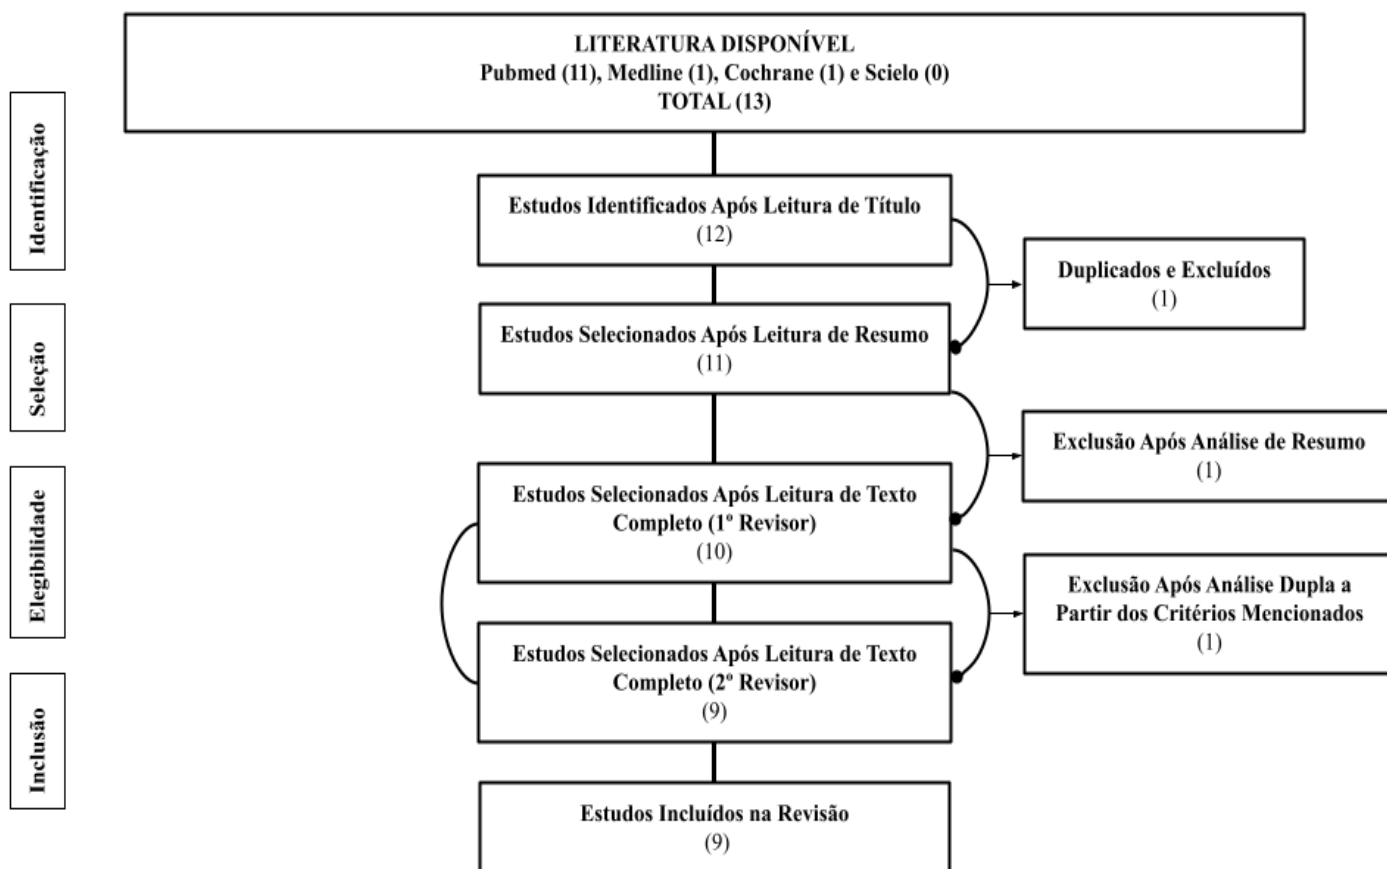 LITERATURA DISPONÍVEL
Pubmed (11), Medline (1), Cochrane (1) e Scielo (0)
TOTAL (13)
Identificação
Estudos Identificados Após Leitura de Título
(12)
Duplicados e Excluídos
(1)
Seleção
Estudos Selecionados Após Leitura de Resumo
(11)
Exclusão Após Análise de Resumo
(1)
Elegibilidade
Estudos Selecionados Após Leitura de Texto
Completo (1º Revisor)
(10)
Exclusão Após Análise Dupla a
Partir dos Critérios Mencionados
(1)
Estudos Selecionados Após Leitura de Texto
Completo (2º Revisor)
(9)
Inclusão
Estudos Incluídos na Revisão
(9)